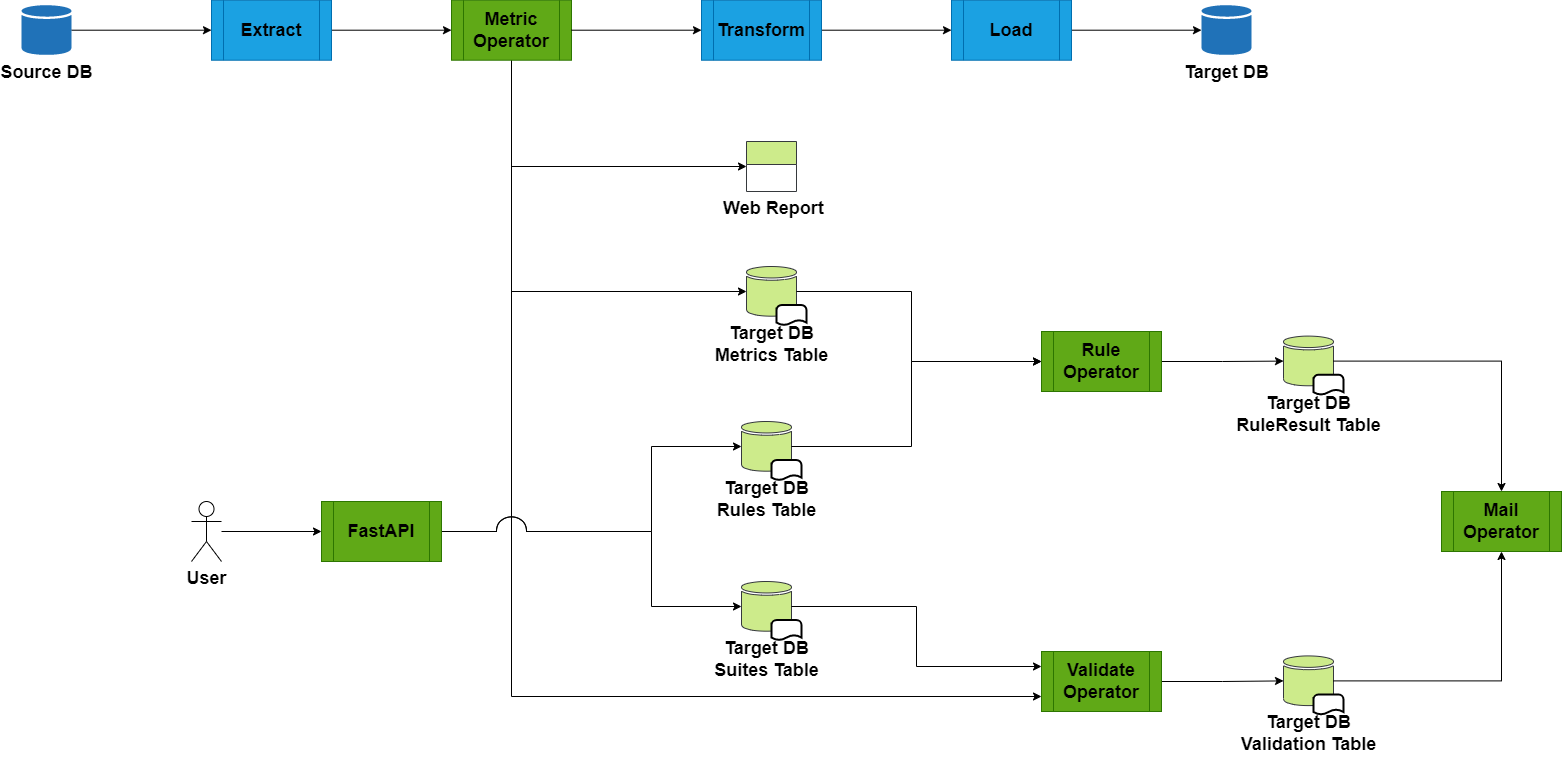 Source DB
Extract
Metric
Operator
Transform
Load
Target DB
Web Report
Target DB
Metrics Table
Rule
Operator
Target DB
RuleResult Table
Target DB
Rules Table
User
FastAPI
Mail
Operator
Target DB
Suites Table
Validate
Operator
Target DB
Validation Table